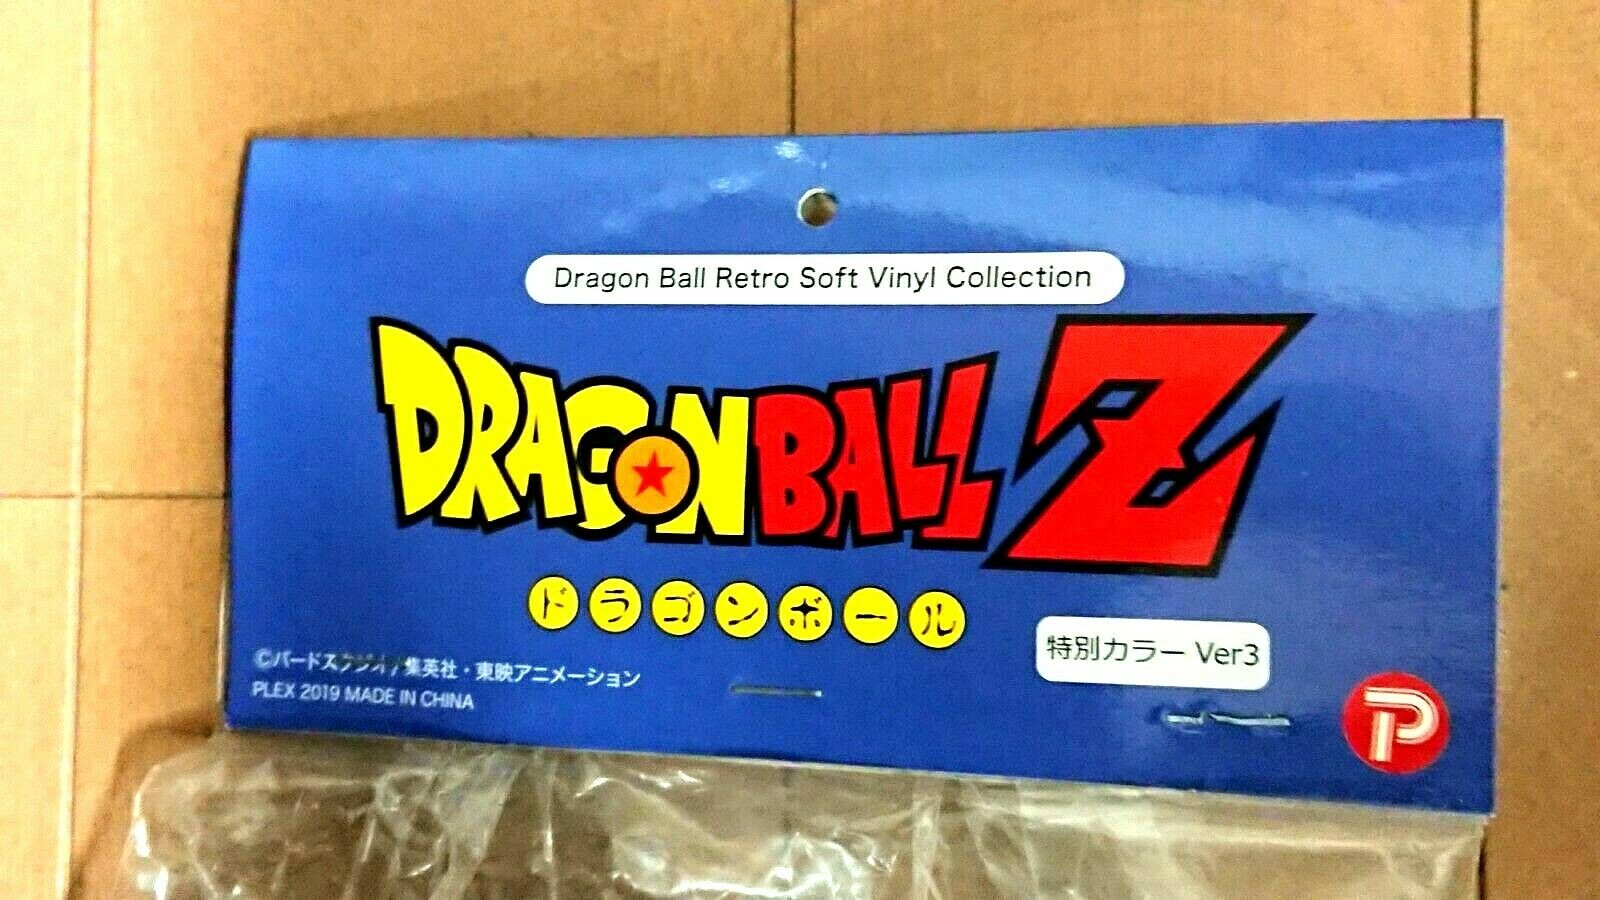 Dragon Ball Retro Soft Vinyl Collection
DRAGON BALL Z
ドラゴンボール
特別カラー Ver3
©バードスタジオ/集英社・東映アニメーション
PLEX 2019 MADE IN CHINA
P